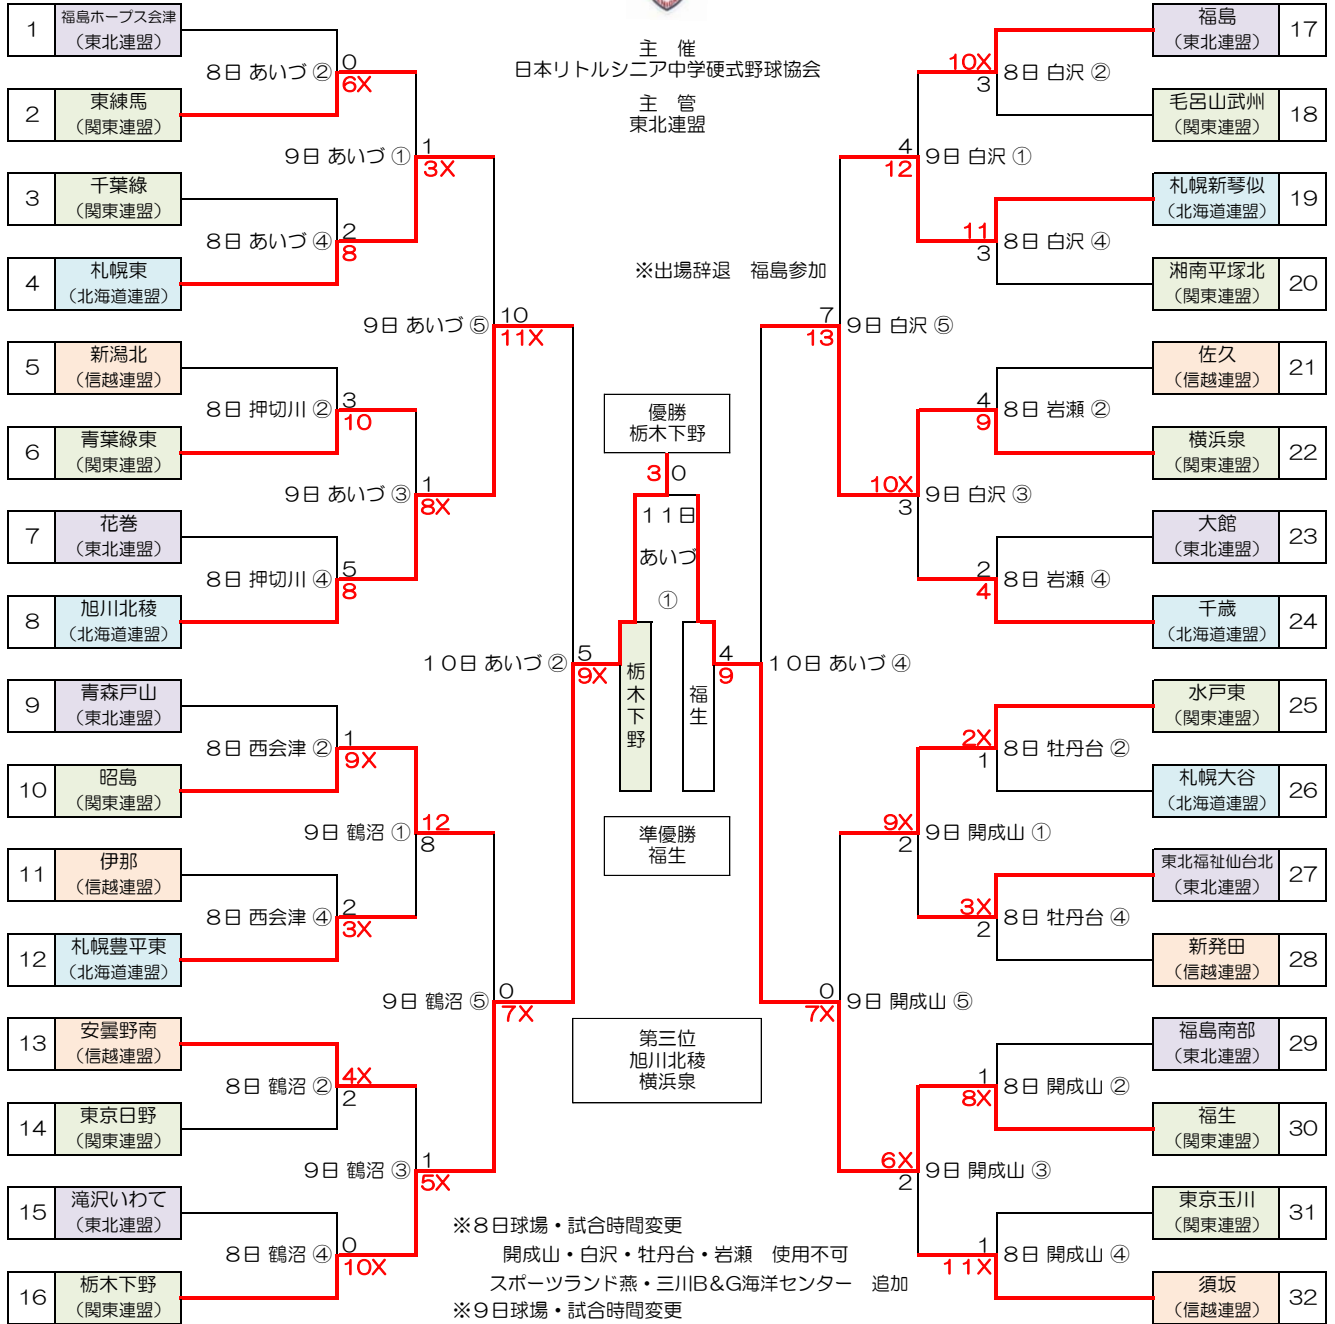 主　催
日本リトルシニア中学硬式野球協会
主　管
東北連盟
※出場辞退　福島参加
1
福島ホープス会津
（東北連盟）
8日 あいづ ②
0
6X
2
東練馬
（関東連盟）
9日 あいづ ①
1
3X
3
千葉緑
（関東連盟）
8日 あいづ ④
2
8
4
札幌東
（北海道連盟）
9日 あいづ ⑤
10
11X
5
新潟北
（信越連盟）
8日 押切川 ②
3
10
6
青葉緑東
（関東連盟）
9日 あいづ ③
1
8X
7
花巻
（東北連盟）
8日 押切川 ④
5
8
8
旭川北稜
（北海道連盟）
10日 あいづ ②
5
9X
9
青森戸山
（東北連盟）
8日 西会津 ②
1
9X
10
昭島
（関東連盟）
9日 鶴沼 ①
12
8
11
伊那
（信越連盟）
8日 西会津 ④
2
3X
12
札幌豊平東
（北海道連盟）
9日 鶴沼 ⑤
0
7X
13
安曇野南
（信越連盟）
8日 鶴沼 ②
4X
2
14
東京日野
（関東連盟）
9日 鶴沼 ③
1
5X
15
滝沢いわて
（東北連盟）
8日 鶴沼 ④
0
10X
16
栃木下野
（関東連盟）
優勝
栃木下野
3
0
11日
あいづ
①
栃木下野
福生
準優勝
福生
第三位
旭川北稜
横浜泉
福島
（東北連盟）
17
10X
3
8日 白沢 ②
毛呂山武州
（関東連盟）
18
4
12
9日 白沢 ①
札幌新琴似
（北海道連盟）
19
11
3
8日 白沢 ④
湘南平塚北
（関東連盟）
20
7
13
9日 白沢 ⑤
佐久
（信越連盟）
21
4
9
8日 岩瀬 ②
横浜泉
（関東連盟）
22
10X
3
9日 白沢 ③
大館
（東北連盟）
23
2
4
8日 岩瀬 ④
千歳
（北海道連盟）
24
4
9
10日 あいづ ④
水戸東
（関東連盟）
25
2X
1
8日 牡丹台 ②
札幌大谷
（北海道連盟）
26
9X
2
9日 開成山 ①
東北福祉仙台北
（東北連盟）
27
3X
2
8日 牡丹台 ④
新発田
（信越連盟）
28
0
7X
9日 開成山 ⑤
福島南部
（東北連盟）
29
1
8X
8日 開成山 ②
福生
（関東連盟）
30
6X
2
9日 開成山 ③
東京玉川
（関東連盟）
31
1
11X
8日 開成山 ④
須坂
（信越連盟）
32
※8日球場・試合時間変更
開成山・白沢・牡丹台・岩瀬　使用不可
スポーツランド燕・三川B&G海洋センター　追加
※9日球場・試合時間変更